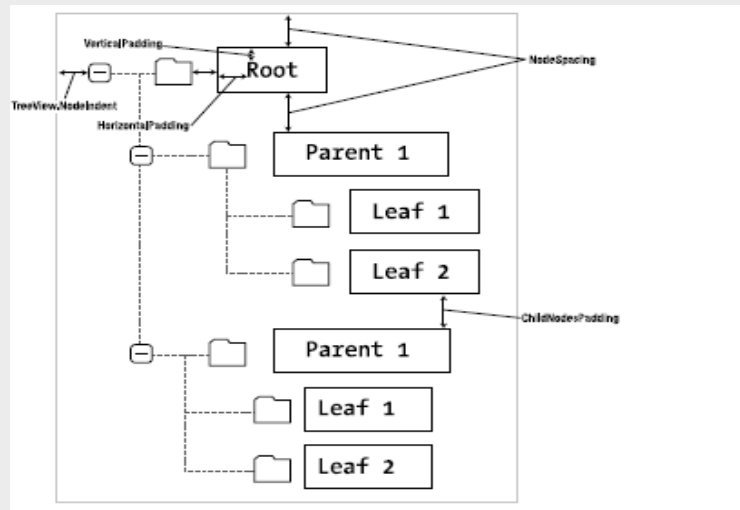 VerticalPadding
Root
NodeSpacing
TreeView.NodeIndent
HorizontalPadding
Parent 1
Leaf 1
Leaf 2
ChildNodesPadding
Parent 1
Leaf 1
Leaf 2